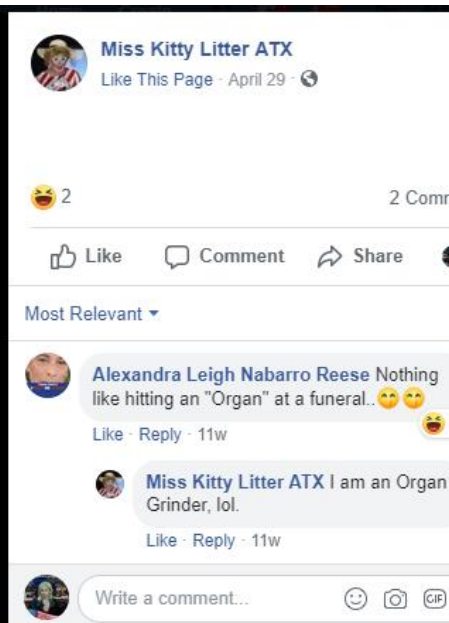 Miss Kitty Litter ATX
Like This Page · April 29 ·
2
2 Comm
Like Comment Share
Most Relevant
Alexandra Leigh Nabarro Reese Nothing
like hitting an "Organ" at a funeral..😋😋
Like · Reply · 11w
Miss Kitty Litter ATX I am an Organ
Grinder, lol.
Like · Reply · 11w
Write a comment...
GIF